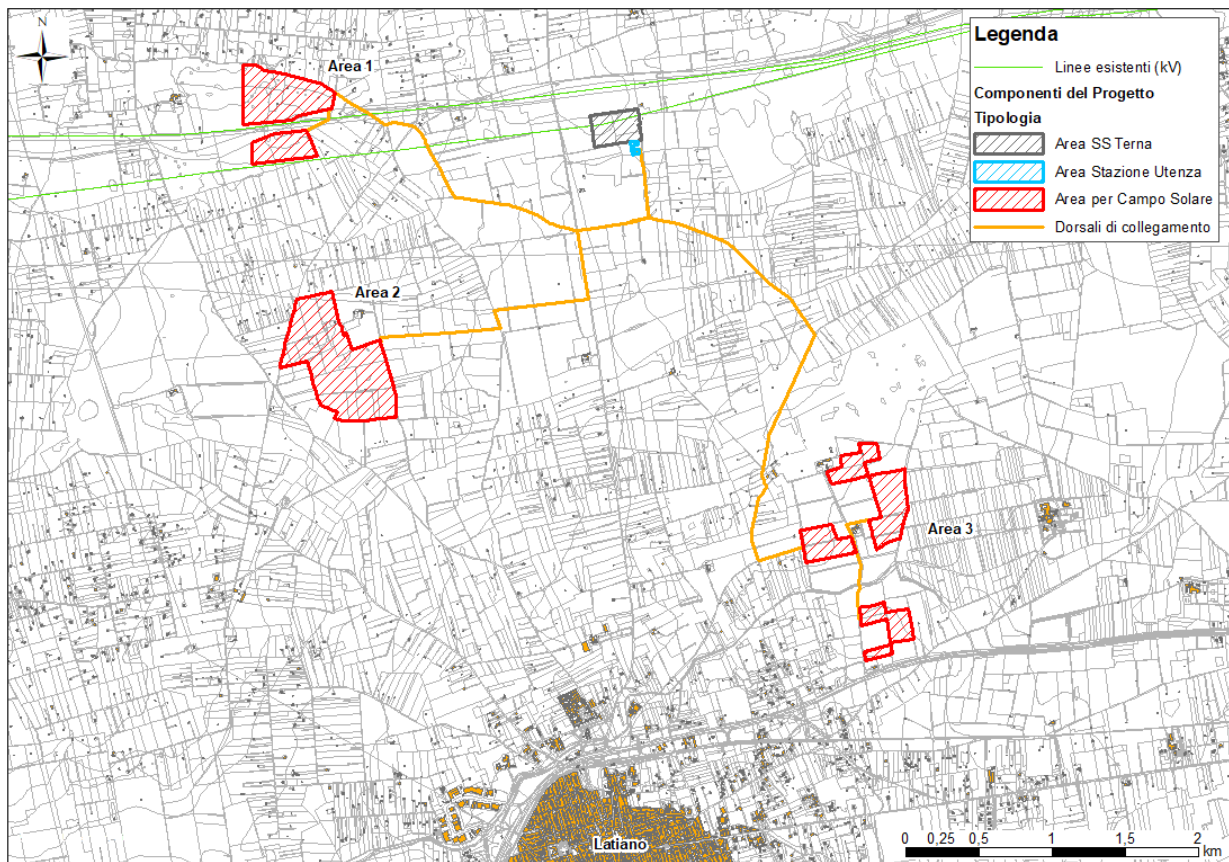 N
Area 1
Legenda
Linee esistenti (kV)
Componenti del Progetto
Tipologia
Area SS Terna
Area Stazione Utenza
Area per Campo Solare
Dorsali di collegamento
Area 2
Area 3
Latiano
0 0,25 0,5 1 1,5 2
km